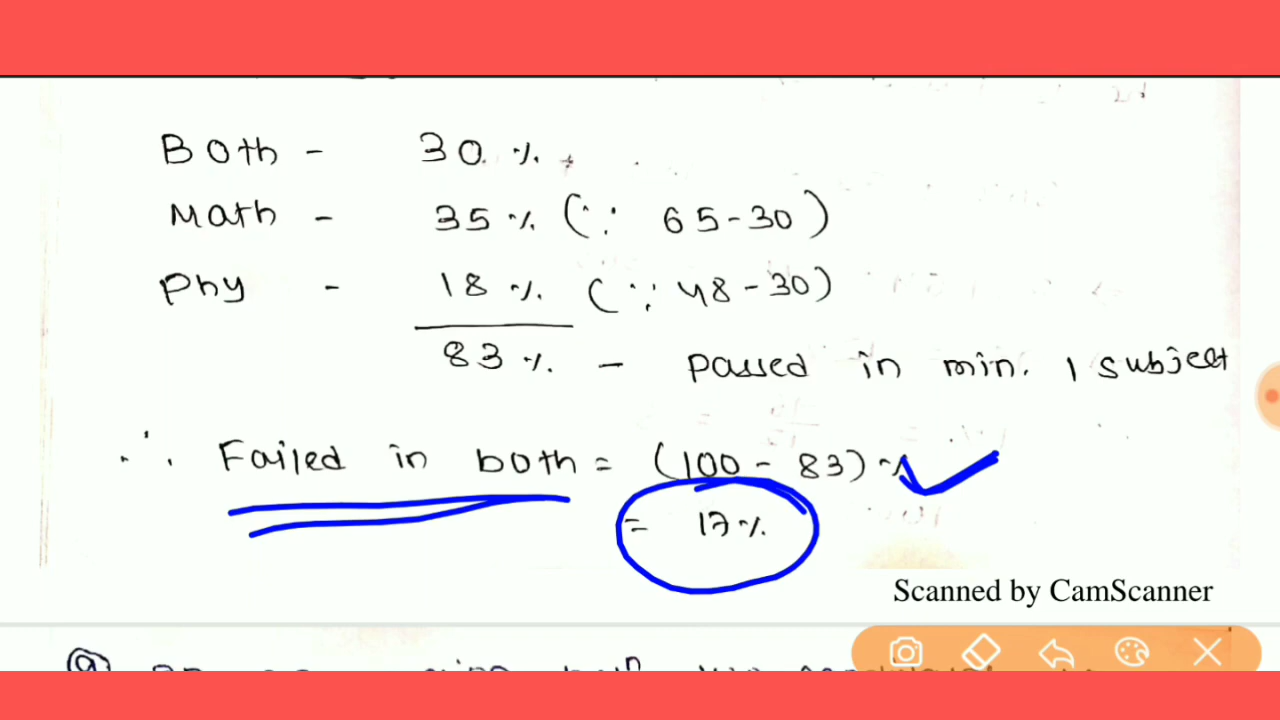 Both - 30 %
Math - 35 % (∵ 65-30)
Phy - 18 % (∵ 48-30)
83 % - Passed in min. 1 subject
∴ Failed in both = (100 - 83) %
= 17 %
Scanned by CamScanner